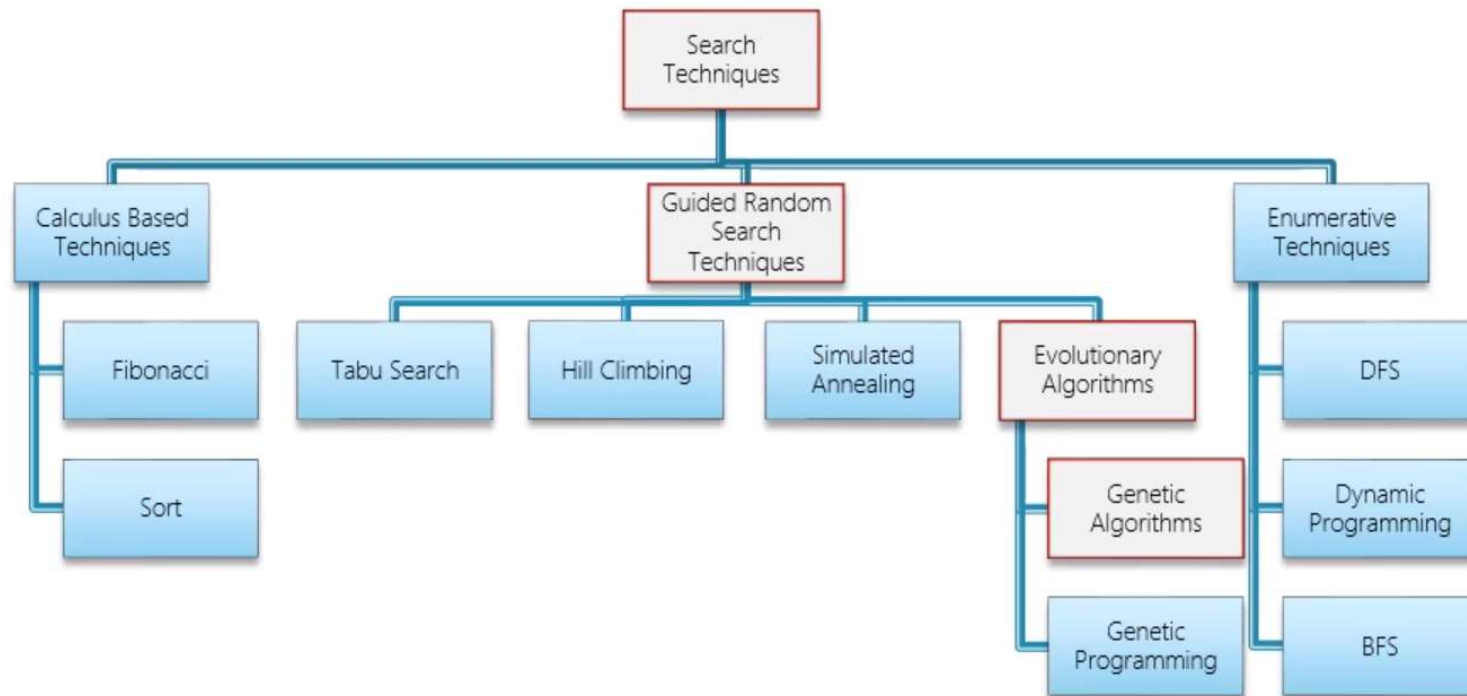 Search
Techniques
Calculus Based
Techniques
Guided Random
Search
Techniques
Enumerative
Techniques
Fibonacci
Sort
Tabu Search
Hill Climbing
Simulated
Annealing
Evolutionary
Algorithms
Genetic
Algorithms
Genetic
Programming
DFS
Dynamic
Programming
BFS